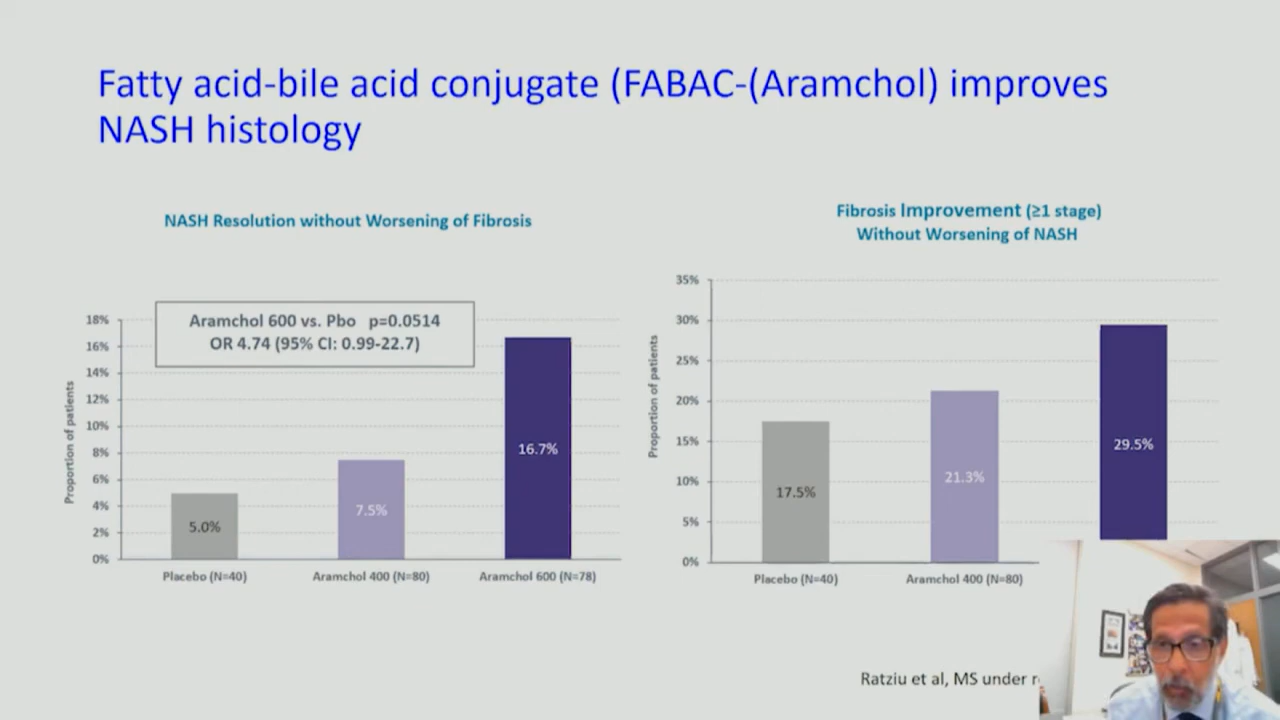 Fatty acid-bile acid conjugate (FABAC-(Aramchol) improves
NASH histology
NASH Resolution without Worsening of Fibrosis
Aramchol 600 vs. Pbo p=0.0514
OR 4.74 (95% CI: 0.99-22.7)
Proportion of patients
18%
16%
14%
12%
10%
8%
6%
4%
2%
0%
5.0%
7.5%
16.7%
Placebo (N=40)
Aramchol 400 (N=80)
Aramchol 600 (N=78)
Fibrosis Improvement (≥1 stage)
Without Worsening of NASH
Proportion of patients
35%
30%
25%
20%
15%
10%
5%
0%
17.5%
21.3%
29.5%
Placebo (N=40)
Aramchol 400 (N=80)
Ratziu et al, MS under